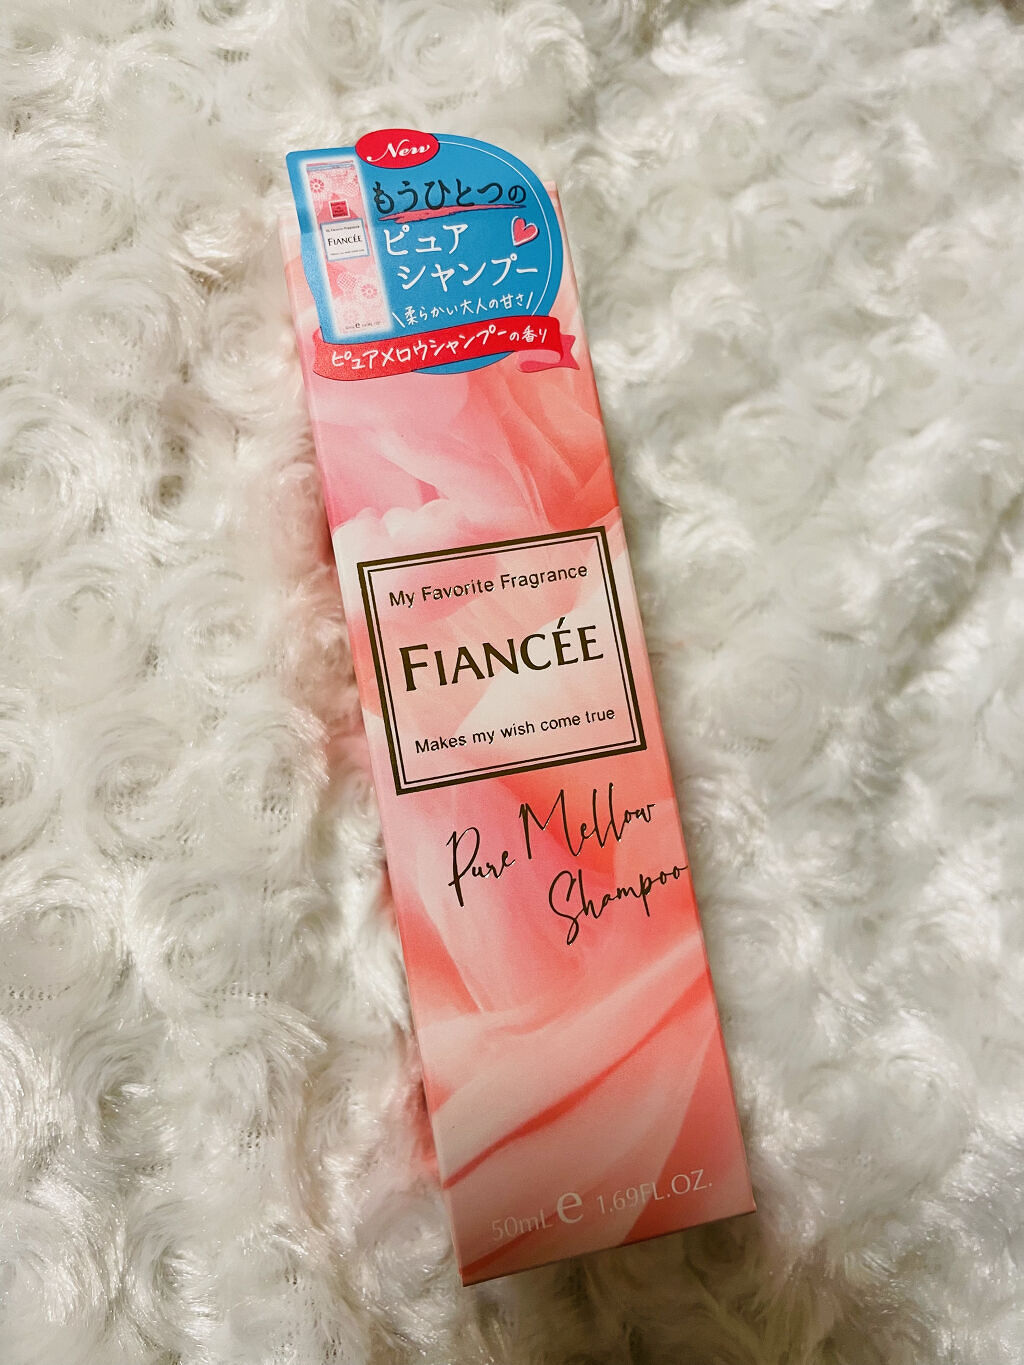 New
もうひとつの
ピュア
シャンプー
\柔らかい大人の甘さ/
ピュアメロウシャンプーの香り
FIANCÉE
My Favorite Fragrance
FIANCÉE
Makes my wish come true
Pure Mellow
Shampoo
50mL e 1.69FL.OZ.